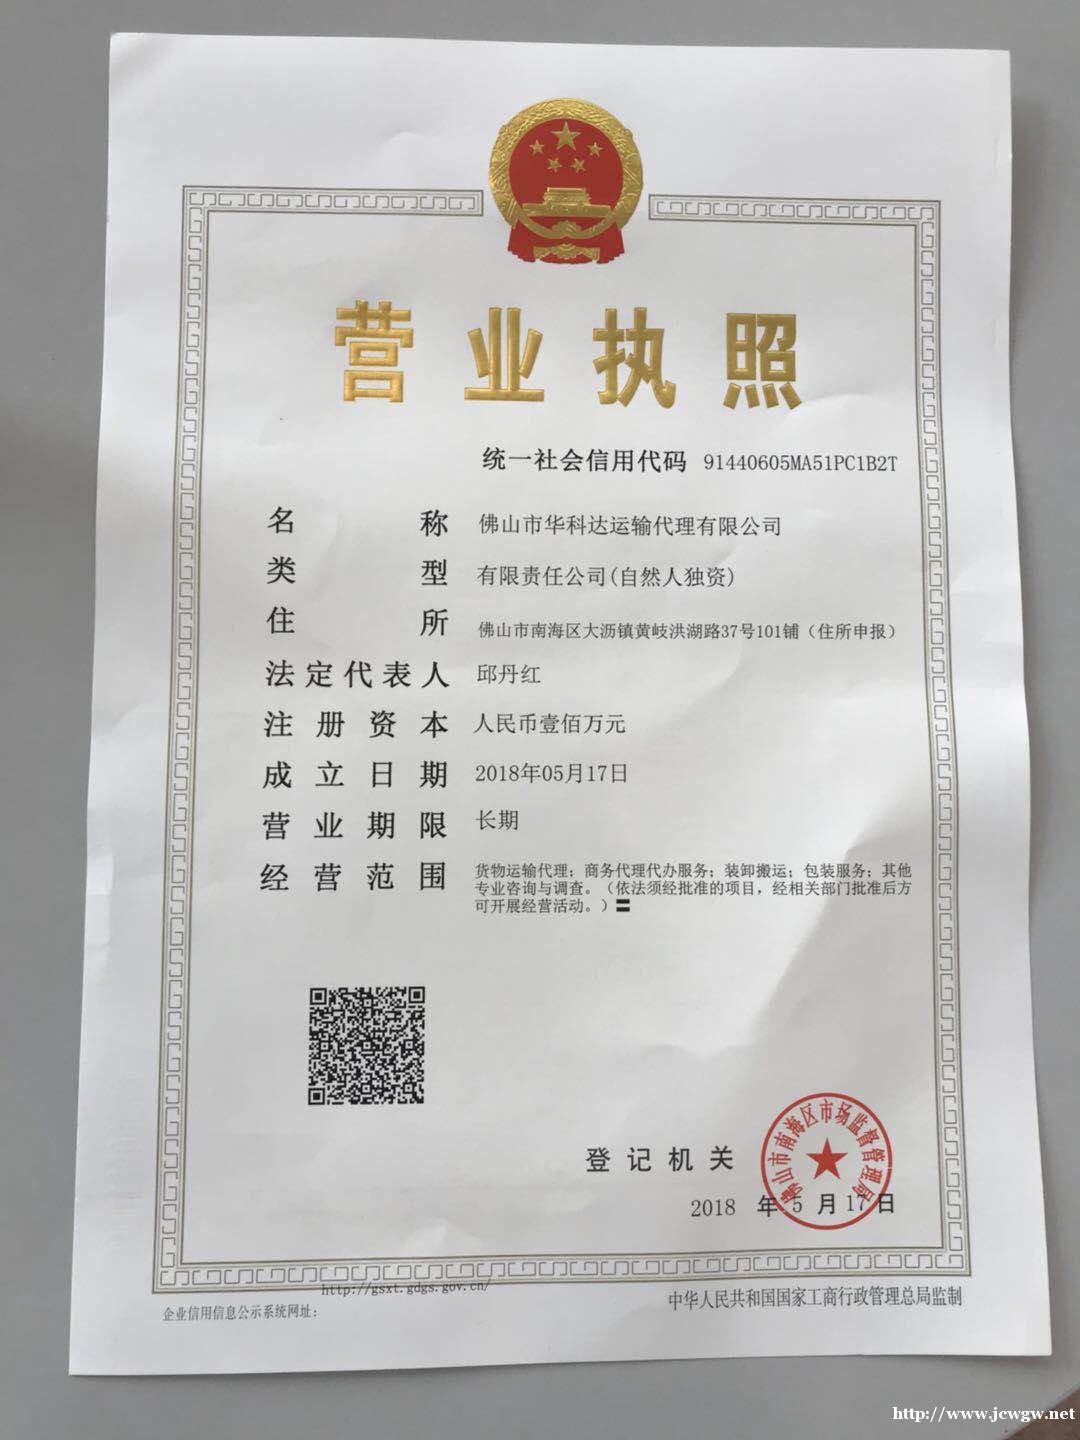 营业执照
统一社会信用代码 91440605MA51PC1B2T
名称 佛山市华科达运输代理有限公司
类型 有限责任公司(自然人独资)
住所 佛山市南海区大沥镇黄岐洪湖路37号101铺（住所申报）
法定代表人 邱丹红
注册资本 人民币壹佰万元
成立日期 2018年05月17日
营业期限 长期
经营范围 货物运输代理；商务代理代办服务；装卸搬运；包装服务；其他
专业咨询与调查。（依法须经批准的项目，经相关部门批准后方
可开展经营活动。）〓
佛山市南海区市场监督管理局
登记机关
2018 年 5 月 17 日
http://gsxt.gdgs.gov.cn/
企业信用信息公示系统网址：
中华人民共和国国家工商行政管理总局监制
http://www.jcwgw.net